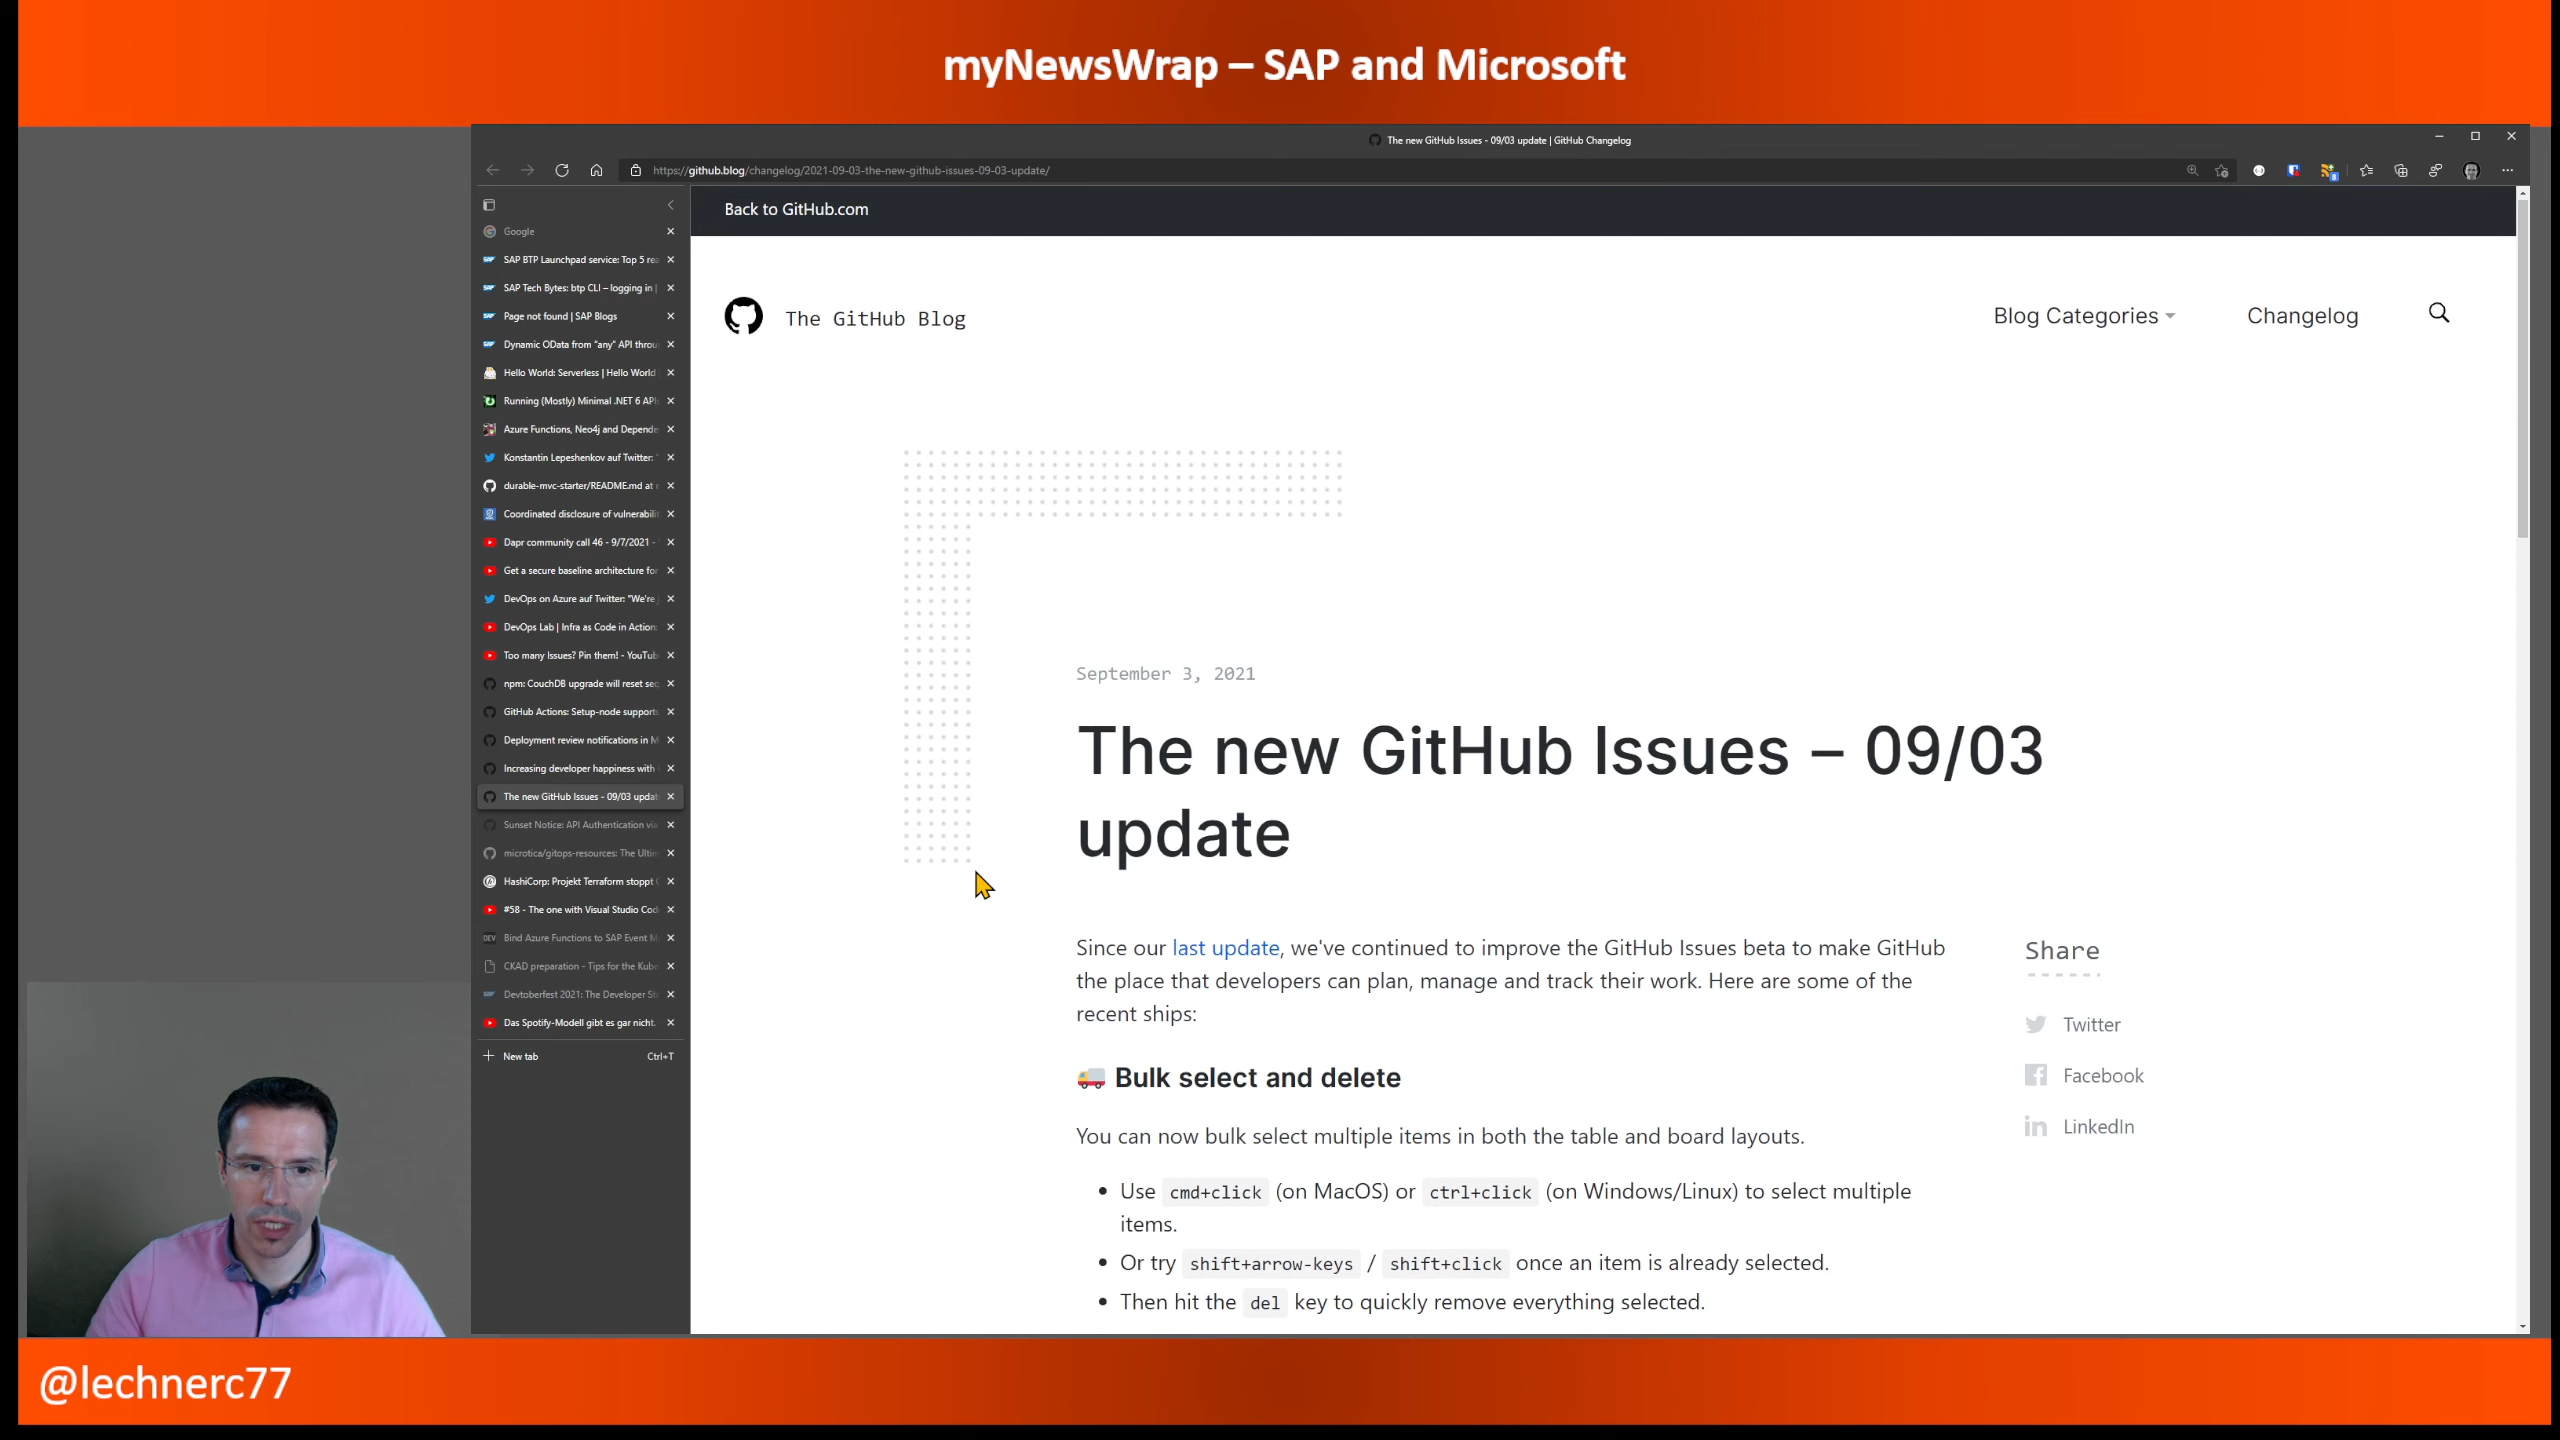 myNewsWrap – SAP and Microsoft
The new GitHub Issues - 09/03 update | GitHub Changelog
https://github.blog/changelog/2021-09-03-the-new-github-issues-09-03-update/
Google
SAP BTP Launchpad service: Top 5 rea
SAP Tech Bytes: btp CLI – logging in |
Page not found | SAP Blogs
Dynamic OData from "any" API throu
Hello World: Serverless | Hello World
Running (Mostly) Minimal .NET 6 API
Azure Functions, Neo4j and Depende
Konstantin Lepeshenkov auf Twitter: "
durable-mvc-starter/README.md at
Coordinated disclosure of vulnerabilit
Dapr community call 46 - 9/7/2021 -
Get a secure baseline architecture for
DevOps on Azure auf Twitter: "We're
DevOps Lab | Infra as Code in Action:
Too many Issues? Pin them! - YouTub
npm: CouchDB upgrade will reset seq
GitHub Actions: Setup-node supports
Deployment review notifications in M
Increasing developer happiness with
The new GitHub Issues - 09/03 updat
Sunset Notice: API Authentication via
microtica/gitops-resources: The Ultim
HashiCorp: Projekt Terraform stoppt
#58 - The one with Visual Studio Cod
DEV Bind Azure Functions to SAP Event M
CKAD preparation - Tips for the Kube
Devtoberfest 2021: The Developer St
Das Spotify-Modell gibt es gar nicht.
New tab Ctrl+T
Back to GitHub.com
The GitHub Blog
Blog Categories
Changelog
September 3, 2021
The new GitHub Issues – 09/03
update
Since our last update, we've continued to improve the GitHub Issues beta to make GitHub
the place that developers can plan, manage and track their work. Here are some of the
recent ships:
Bulk select and delete
You can now bulk select multiple items in both the table and board layouts.
• Use cmd+click (on MacOS) or ctrl+click (on Windows/Linux) to select multiple
items.
• Or try shift+arrow-keys / shift+click once an item is already selected.
• Then hit the del key to quickly remove everything selected.
Share
Twitter
Facebook
LinkedIn
@lechnerc77